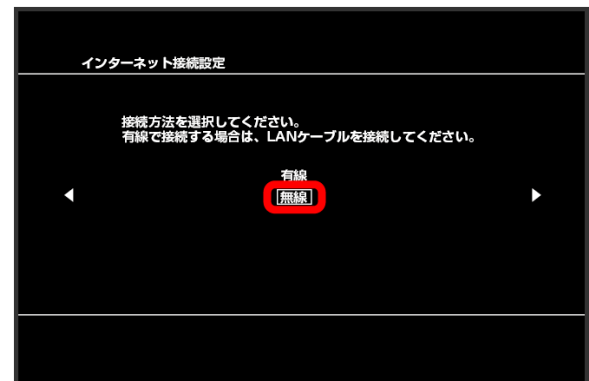 インターネット接続設定
接続方法を選択してください。
有線で接続する場合は、LANケーブルを接続してください。
有線
無線